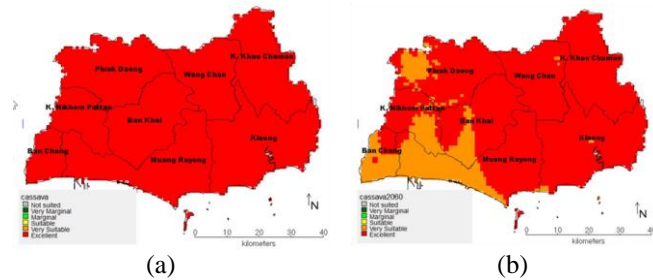 Pluak Daeng
Wang Chan
K. Khao Chamao
K. Nikhom Pattan
Ban Khai
Klaeng
Ban Chang
Muang Rayong
cassava
Not suited
Very Marginal
Marginal
Suitable
Very Suitable
Excellent
N
0 10 20 30 40
kilometers
(a)
Pluak Daeng
Wang Chan
K. Khao Chamao
K. Nikhom Pattan
Ban Khai
Klaeng
Ban Chang
Muang Rayong
cassava2060
Not suited
Very Marginal
Marginal
Suitable
Very Suitable
Excellent
N
0 10 20 30 40
kilometers
(b)